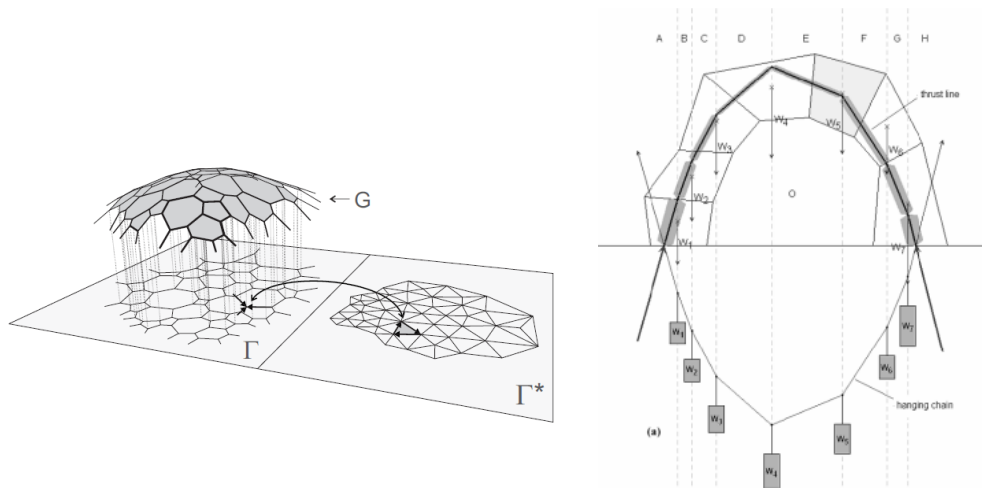 G
Γ
Γ*
A B C D E F G H
thrust line
W₄
W₅
W₃
W₆
W₂
O
W₁
W₇
W₁
W₇
W₂
W₆
W₃
hanging chain
(a)
W₅
W₄